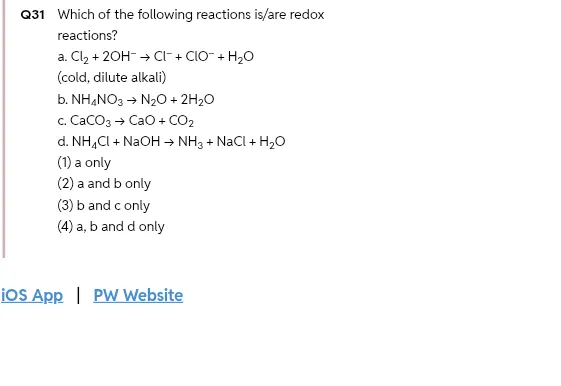 Q31 Which of the following reactions is/are redox
reactions?
a. Cl₂ + 2OH⁻ → Cl⁻ + ClO⁻ + H₂O
(cold, dilute alkali)
b. NH₄NO₃ → N₂O + 2H₂O
c. CaCO₃ → CaO + CO₂
d. NH₄Cl + NaOH → NH₃ + NaCl + H₂O
(1) a only
(2) a and b only
(3) b and c only
(4) a, b and d only
iOS App | PW Website